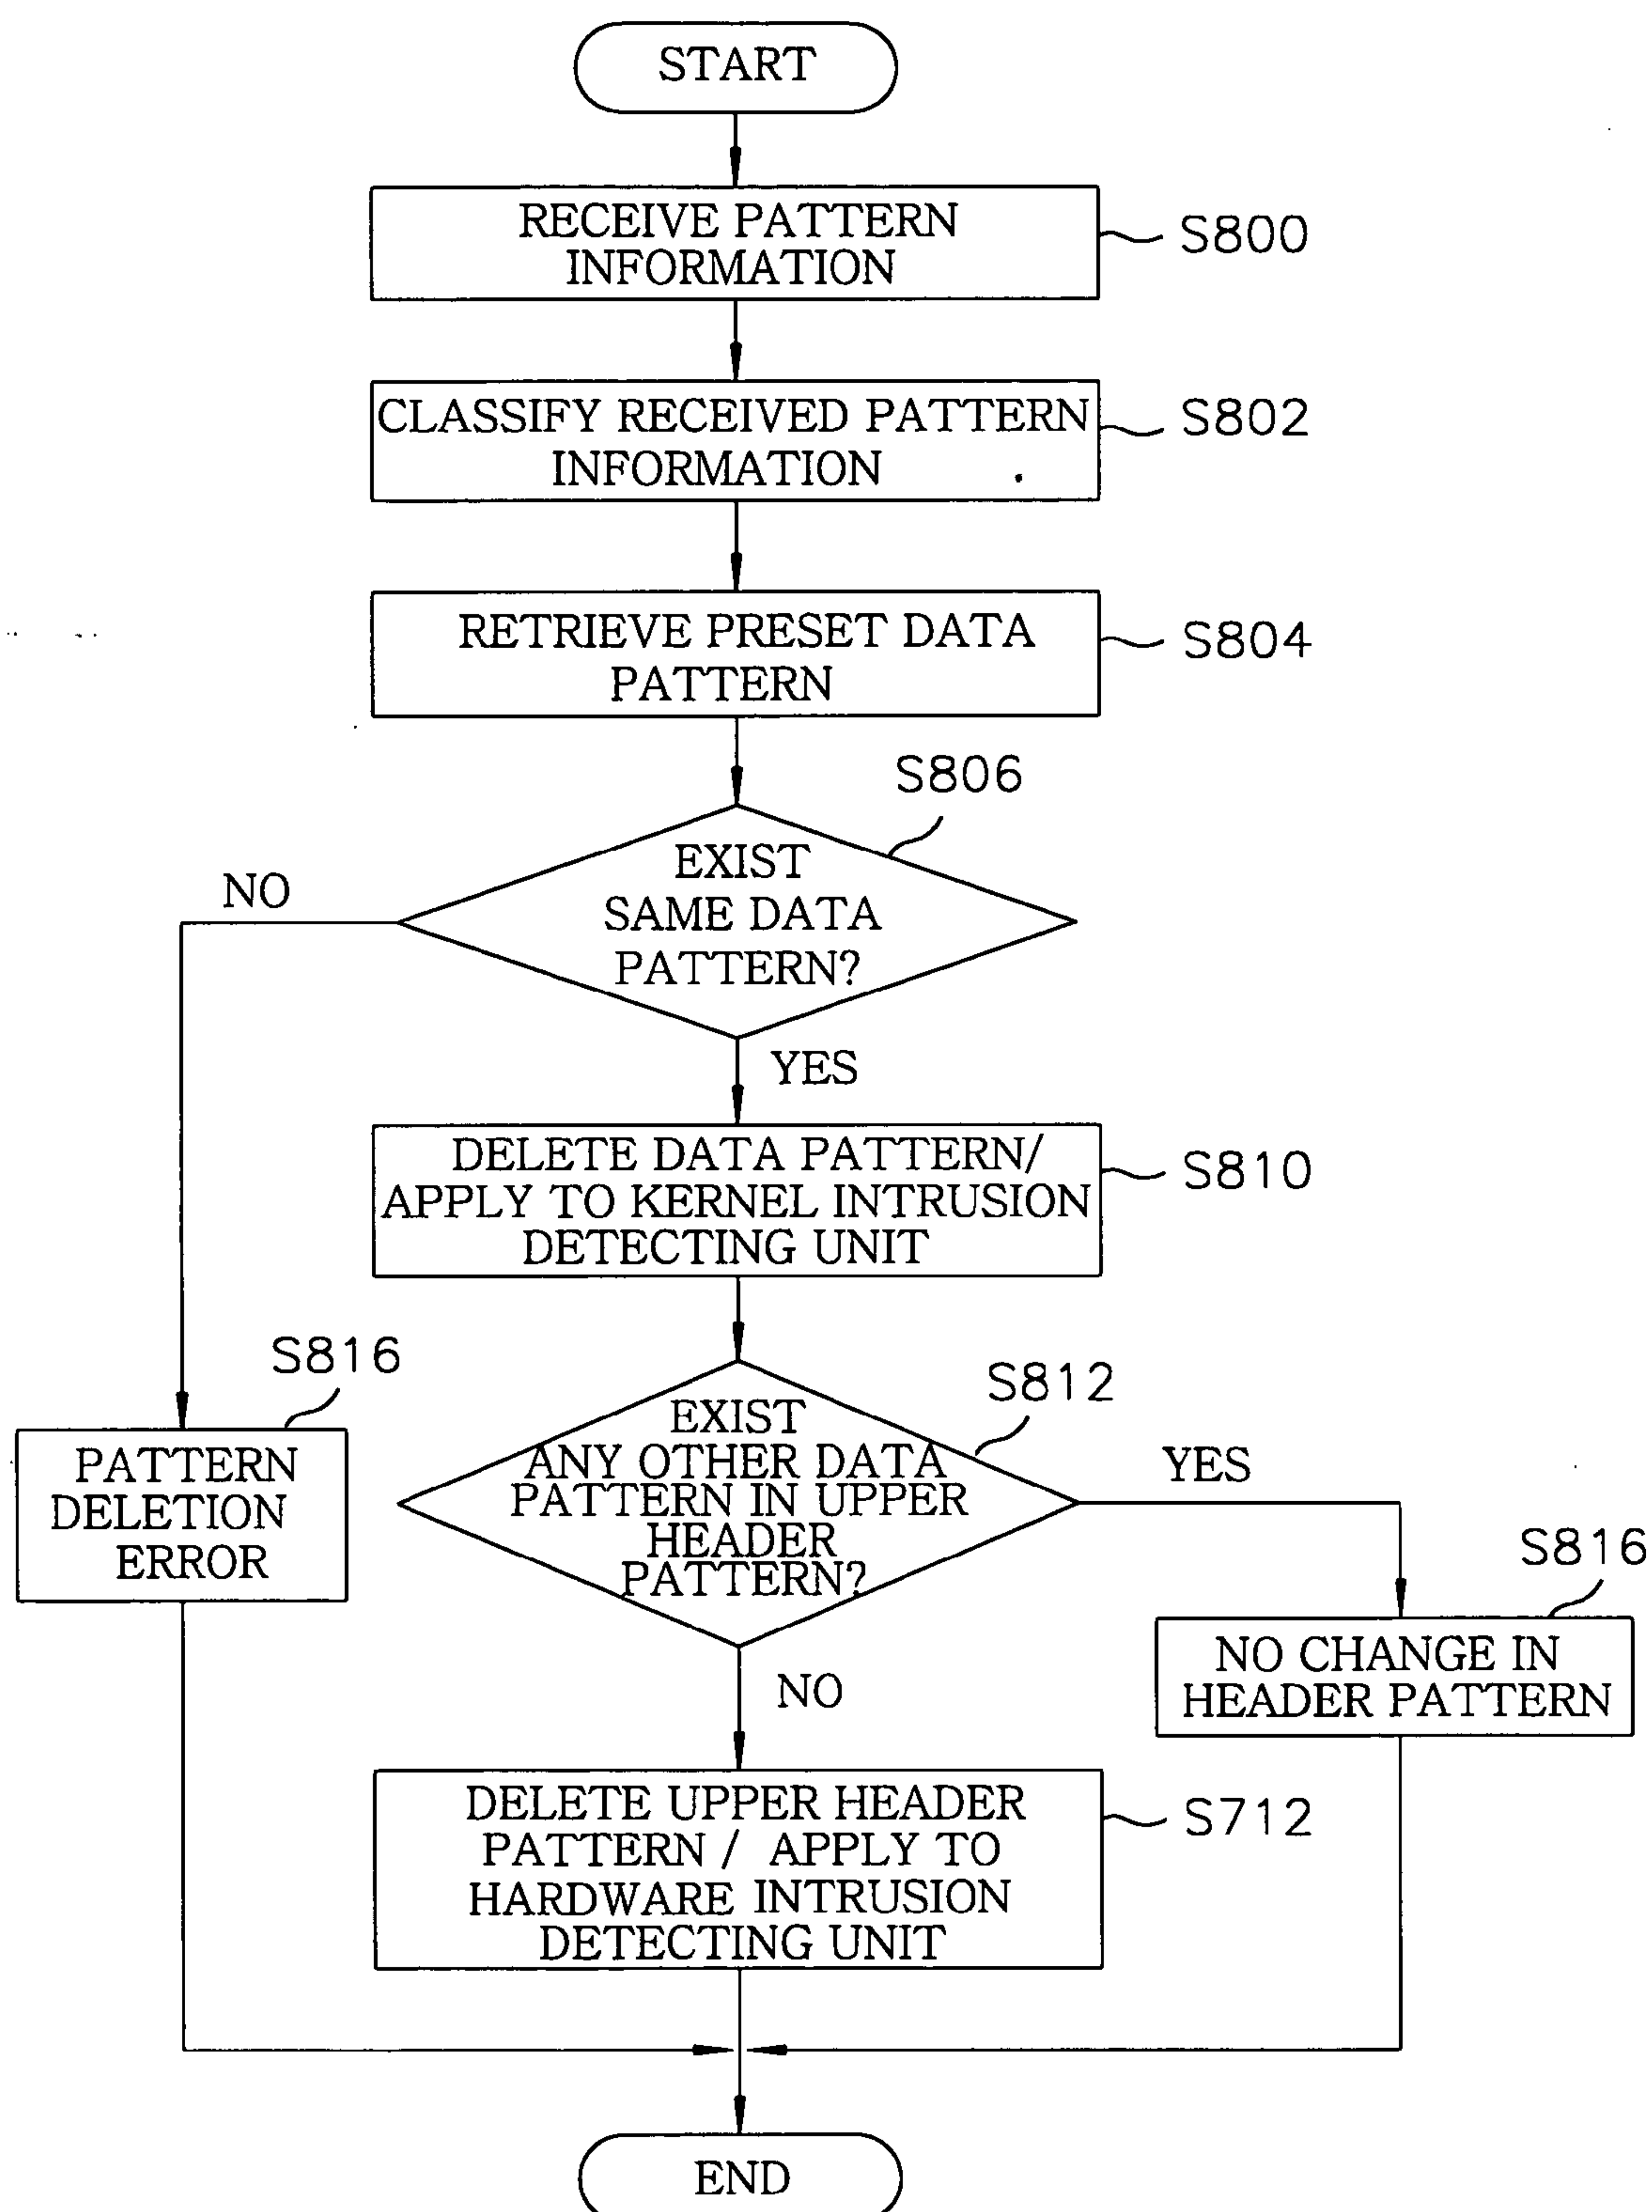 START
RECEIVE PATTERN
INFORMATION
S800
CLASSIFY RECEIVED PATTERN
INFORMATION
S802
RETRIEVE PRESET DATA
PATTERN
S804
S806
EXIST
SAME DATA
PATTERN?
NO
YES
DELETE DATA PATTERN/
APPLY TO KERNEL INTRUSION
DETECTING UNIT
S810
S816
PATTERN
DELETION
ERROR
S812
EXIST
ANY OTHER DATA
PATTERN IN UPPER
HEADER
PATTERN?
YES
S816
NO CHANGE IN
HEADER PATTERN
NO
DELETE UPPER HEADER
PATTERN / APPLY TO
HARDWARE INTRUSION
DETECTING UNIT
S712
END